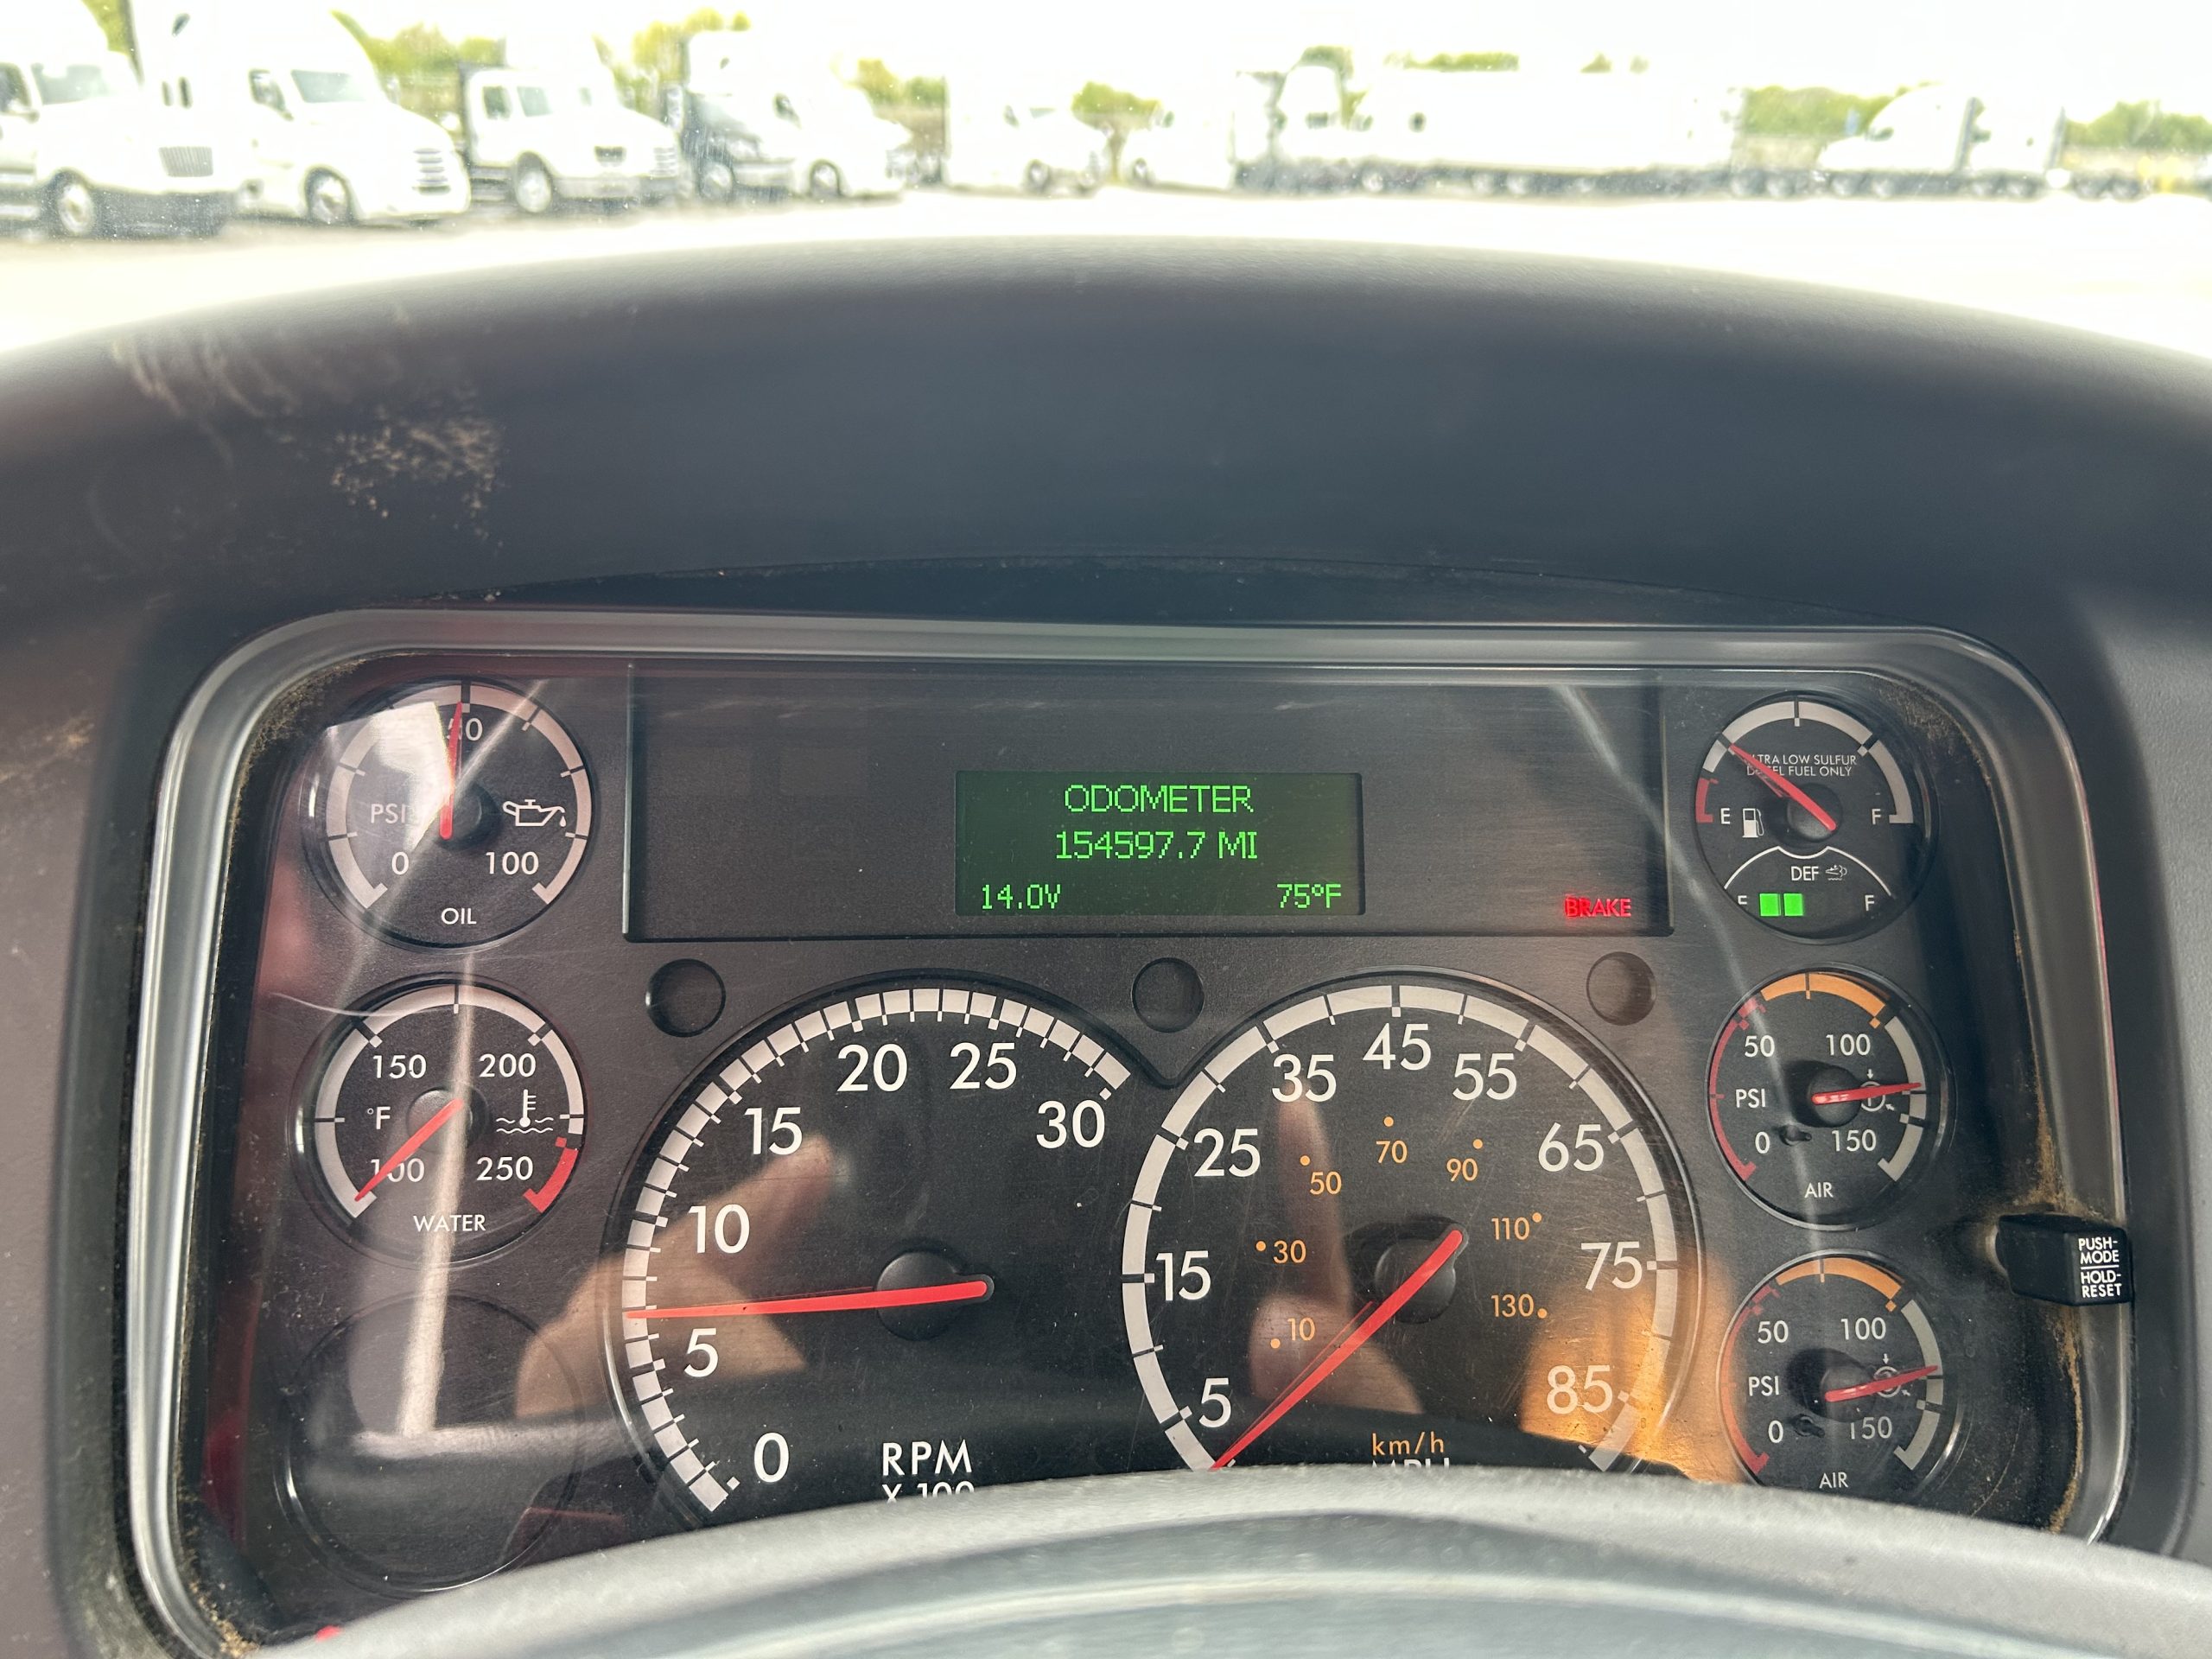 50
PSI
0 100
OIL
ODOMETER
154597.7 MI
14.0V 75°F
BRAKE
ULTRA LOW SULFUR
DIESEL FUEL ONLY
E F
DEF
E F
150 200
°F
100 250
WATER
0 5 10 15 20 25 30
RPM
X 100
5 15 25 35 45 55 65 75 85
10 30 50 70 90 110 130
km/h
MPH
50 100
PSI
0 150
AIR
50 100
PSI
0 150
AIR
PUSH-
MODE
HOLD-
RESET